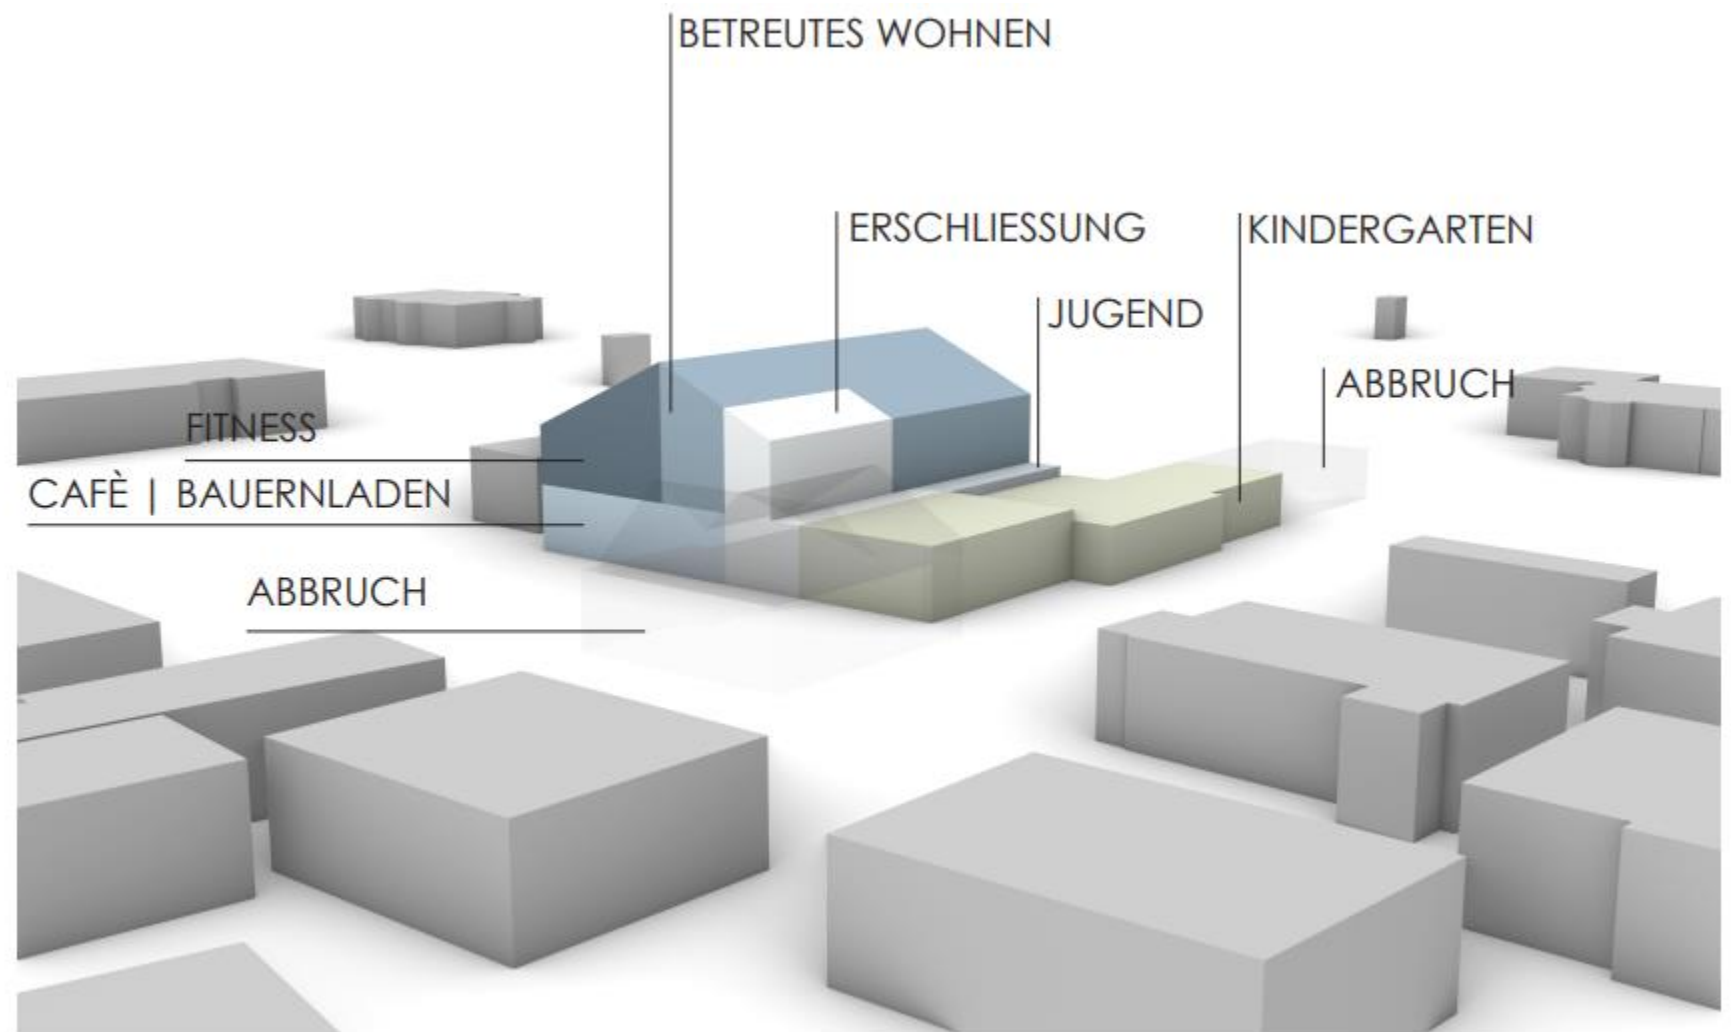 BETREUTES WOHNEN
ERSCHLIESSUNG
KINDERGARTEN
JUGEND
ABBRUCH
FITNESS
CAFÈ | BAUERNLADEN
ABBRUCH